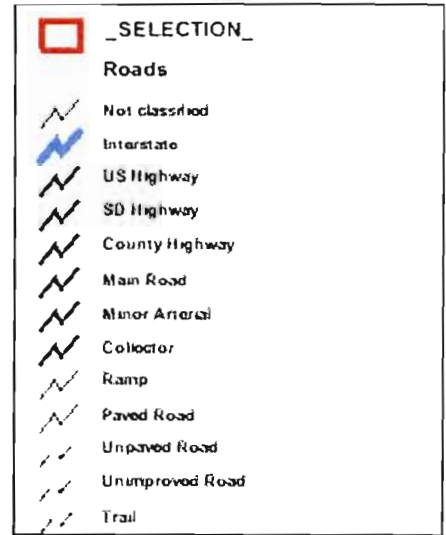 _SELECTION_
Roads
Not classified
Interstate
US Highway
SD Highway
County Highway
Main Road
Minor Arterial
Collector
Ramp
Paved Road
Unpaved Road
Unimproved Road
Trail